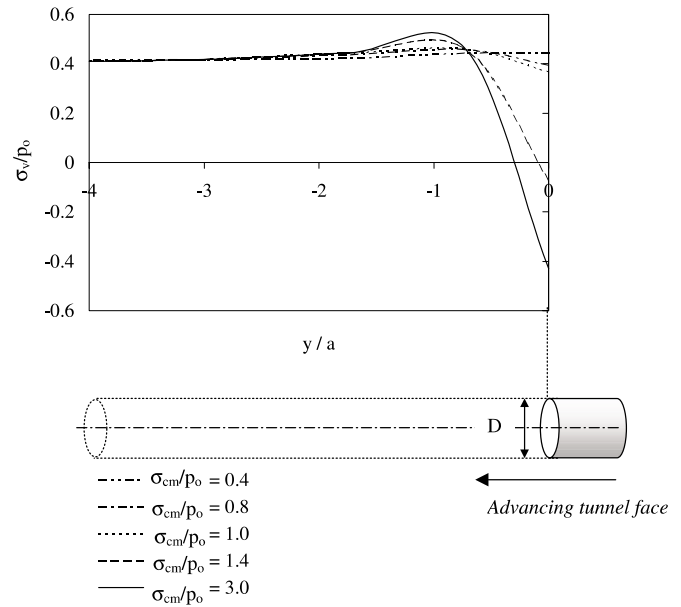 0.6
0.4
0.2
0
-0.2
-0.4
-0.6
σv/po
-4 -3 -2 -1 0
y / a
D
Advancing tunnel face
σcm/po = 0.4
σcm/po = 0.8
σcm/po = 1.0
σcm/po = 1.4
σcm/po = 3.0